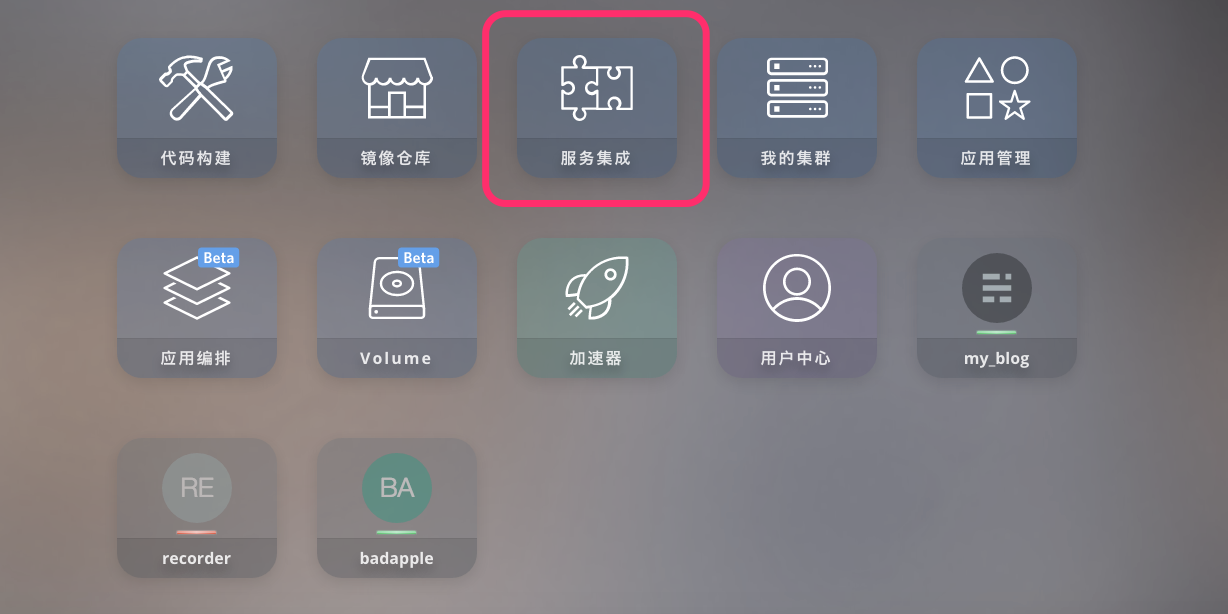 代码构建
镜像仓库
服务集成
我的集群
应用管理
Beta
应用编排
Beta
Volume
加速器
用户中心
my_blog
RE
recorder
BA
badapple